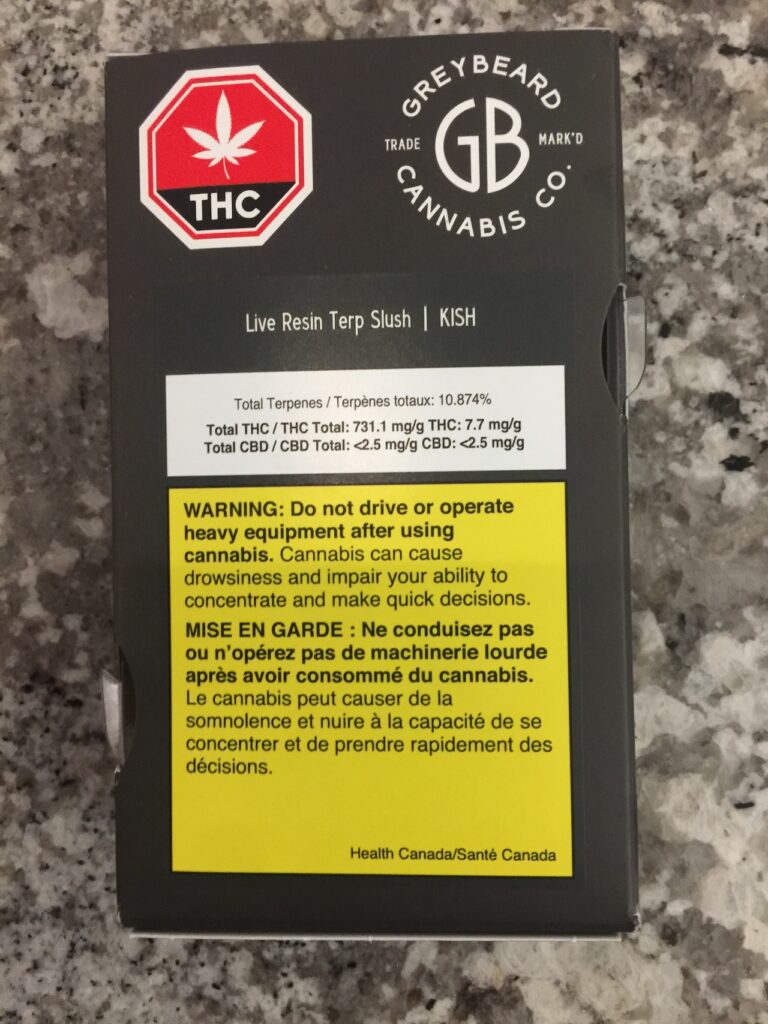 THC
GREYBEARD
TRADE GB MARK'D
CANNABIS CO.
Live Resin Terp Slush | KISH
Total Terpenes / Terpènes totaux: 10.874%
Total THC / THC Total: 731.1 mg/g THC: 7.7 mg/g
Total CBD / CBD Total: <2.5 mg/g CBD: <2.5 mg/g
WARNING: Do not drive or operate
heavy equipment after using
cannabis. Cannabis can cause
drowsiness and impair your ability to
concentrate and make quick decisions.
MISE EN GARDE : Ne conduisez pas
ou n'opérez pas de machinerie lourde
après avoir consommé du cannabis.
Le cannabis peut causer de la
somnolence et nuire à la capacité de se
concentrer et de prendre rapidement des
décisions.
Health Canada/Santé Canada